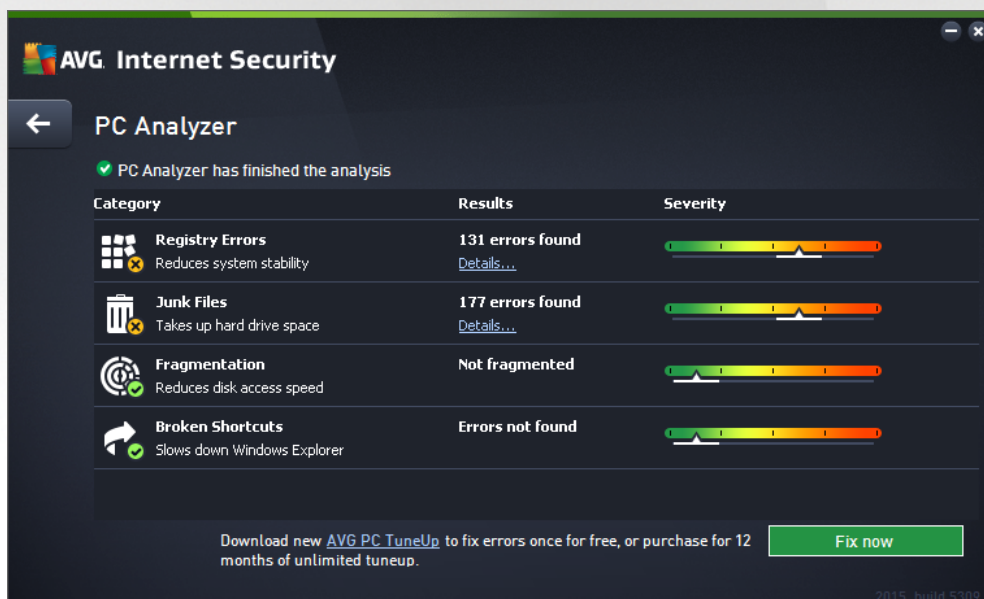 AVG. Internet Security
PC Analyzer
PC Analyzer has finished the analysis
Category Results Severity
Registry Errors 131 errors found
Reduces system stability Details...
Junk Files 177 errors found
Takes up hard drive space Details...
Fragmentation Not fragmented
Reduces disk access speed
Broken Shortcuts Errors not found
Slows down Windows Explorer
Download new AVG PC TuneUp to fix errors once for free, or purchase for 12
months of unlimited tuneup.
Fix now
2015, build 5309